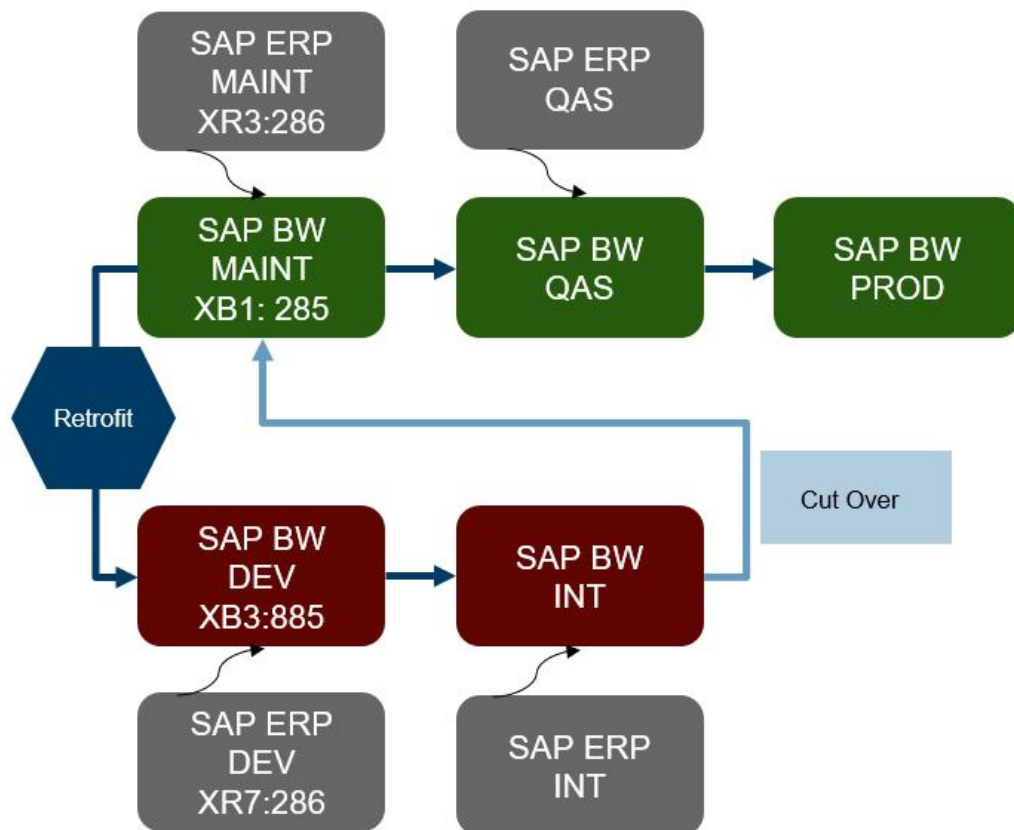 SAP ERP
MAINT
XR3:286
SAP ERP
QAS
SAP BW
MAINT
XB1: 285
SAP BW
QAS
SAP BW
PROD
Retrofit
Cut Over
SAP BW
DEV
XB3:885
SAP BW
INT
SAP ERP
DEV
XR7:286
SAP ERP
INT